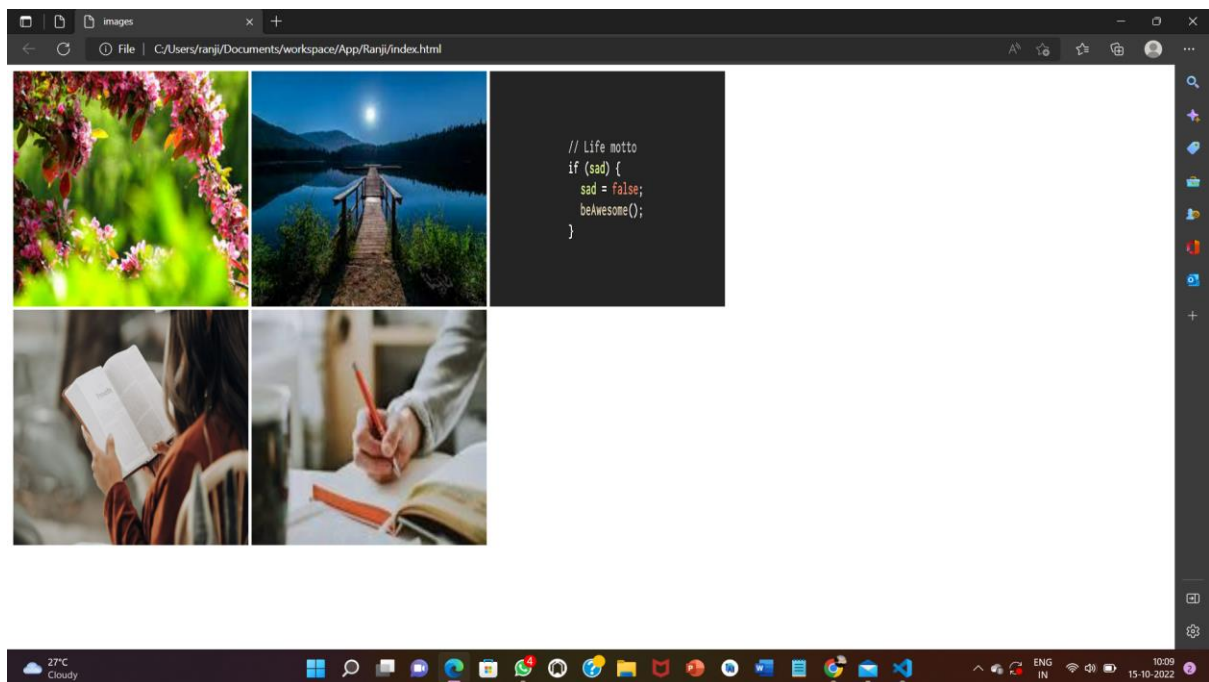 images
File | C:/Users/ranji/Documents/workspace/App/Ranji/index.html
// Life motto
if (sad) {
sad = false;
beAwesome();
}
27°C
Cloudy
ENG
IN
10:09
15-10-2022